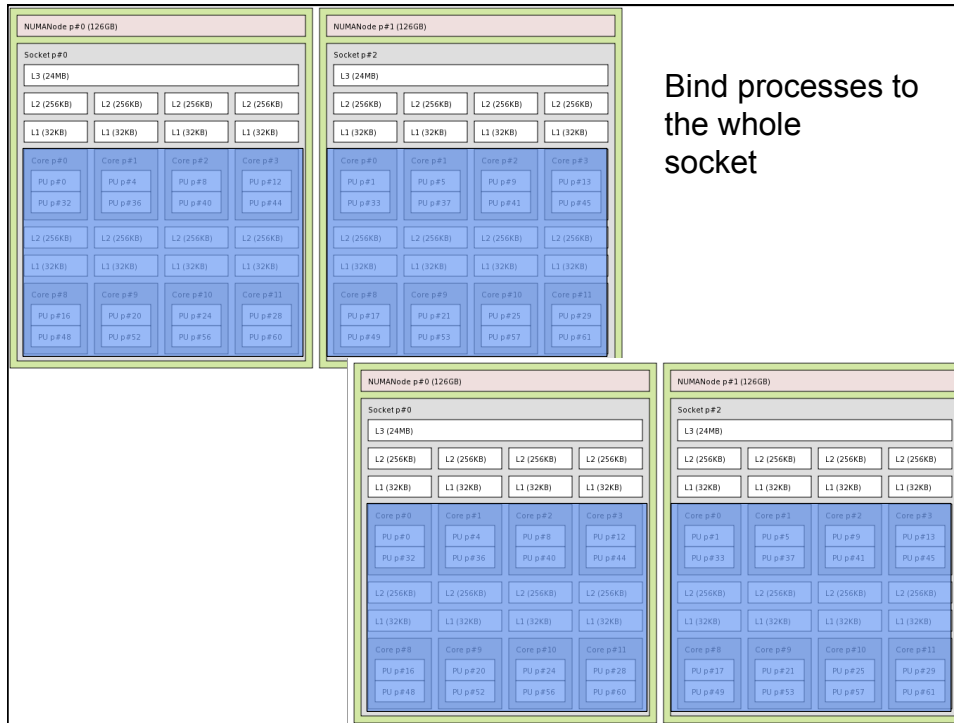 NUMANode p#0 (126GB)
Socket p#0
L3 (24MB)
L2 (256KB) L2 (256KB) L2 (256KB) L2 (256KB)
L1 (32KB) L1 (32KB) L1 (32KB) L1 (32KB)
Core p#0 Core p#1 Core p#2 Core p#3
PU p#0 PU p#4 PU p#8 PU p#12
PU p#32 PU p#36 PU p#40 PU p#44
L2 (256KB) L2 (256KB) L2 (256KB) L2 (256KB)
L1 (32KB) L1 (32KB) L1 (32KB) L1 (32KB)
Core p#8 Core p#9 Core p#10 Core p#11
PU p#16 PU p#20 PU p#24 PU p#28
PU p#48 PU p#52 PU p#56 PU p#60
NUMANode p#1 (126GB)
Socket p#2
L3 (24MB)
L2 (256KB) L2 (256KB) L2 (256KB) L2 (256KB)
L1 (32KB) L1 (32KB) L1 (32KB) L1 (32KB)
Core p#0 Core p#1 Core p#2 Core p#3
PU p#1 PU p#5 PU p#9 PU p#13
PU p#33 PU p#37 PU p#41 PU p#45
L2 (256KB) L2 (256KB) L2 (256KB) L2 (256KB)
L1 (32KB) L1 (32KB) L1 (32KB) L1 (32KB)
Core p#8 Core p#9 Core p#10 Core p#11
PU p#17 PU p#21 PU p#25 PU p#29
PU p#49 PU p#53 PU p#57 PU p#61
Bind processes to
the whole
socket
NUMANode p#0 (126GB)
Socket p#0
L3 (24MB)
L2 (256KB) L2 (256KB) L2 (256KB) L2 (256KB)
L1 (32KB) L1 (32KB) L1 (32KB) L1 (32KB)
Core p#0 Core p#1 Core p#2 Core p#3
PU p#0 PU p#4 PU p#8 PU p#12
PU p#32 PU p#36 PU p#40 PU p#44
L2 (256KB) L2 (256KB) L2 (256KB) L2 (256KB)
L1 (32KB) L1 (32KB) L1 (32KB) L1 (32KB)
Core p#8 Core p#9 Core p#10 Core p#11
PU p#16 PU p#20 PU p#24 PU p#28
PU p#48 PU p#52 PU p#56 PU p#60
NUMANode p#1 (126GB)
Socket p#2
L3 (24MB)
L2 (256KB) L2 (256KB) L2 (256KB) L2 (256KB)
L1 (32KB) L1 (32KB) L1 (32KB) L1 (32KB)
Core p#0 Core p#1 Core p#2 Core p#3
PU p#1 PU p#5 PU p#9 PU p#13
PU p#33 PU p#37 PU p#41 PU p#45
L2 (256KB) L2 (256KB) L2 (256KB) L2 (256KB)
L1 (32KB) L1 (32KB) L1 (32KB) L1 (32KB)
Core p#8 Core p#9 Core p#10 Core p#11
PU p#17 PU p#21 PU p#25 PU p#29
PU p#49 PU p#53 PU p#57 PU p#61